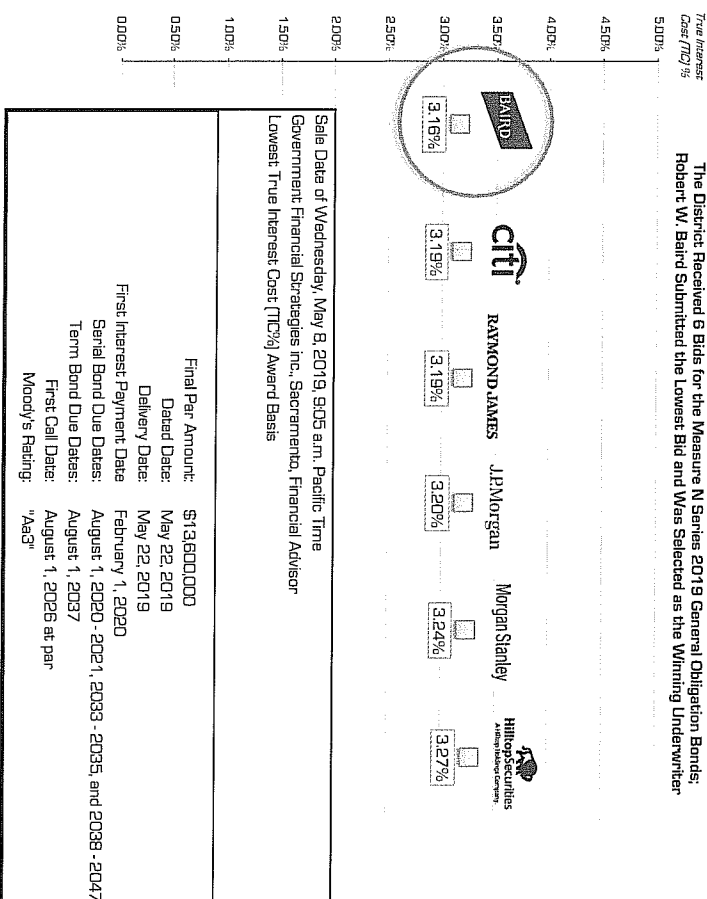 The District Received 6 Bids for the Measure N Series 2019 General Obligation Bonds;
Robert W. Baird Submitted the Lowest Bid and Was Selected as the Winning Underwriter
True Interest
Cost (TIC) %
5.00%
4.50%
4.00%
3.50%
3.00%
2.50%
2.00%
1.50%
1.00%
0.50%
0.00%
BAIRD
3.16%
citi
3.19%
RAYMOND JAMES
3.19%
J.P.Morgan
3.20%
Morgan Stanley
3.24%
HilltopSecurities
A Hilltop Holdings Company.
3.27%
Sale Date of Wednesday, May 8, 2019, 9:05 a.m. Pacific Time
Government Financial Strategies inc., Sacramento, Financial Advisor
Lowest True Interest Cost (TIC%) Award Basis
Final Par Amount: $13,600,000
Dated Date: May 22, 2019
Delivery Date: May 22, 2019
First Interest Payment Date February 1, 2020
Serial Bond Due Dates: August 1, 2020 - 2021, 2033 - 2035, and 2038 - 2047
Term Bond Due Dates: August 1, 2037
First Call Date: August 1, 2026 at par
Moody's Rating: "Aa3"